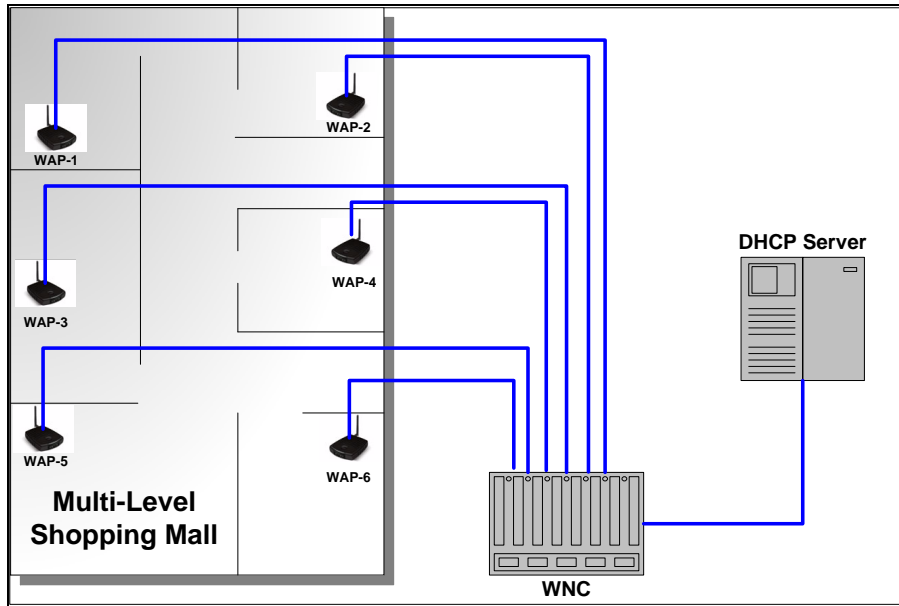 WAP-1
WAP-2
DHCP Server
WAP-3
WAP-4
WAP-5
WAP-6
Multi-Level
Shopping Mall
WNC